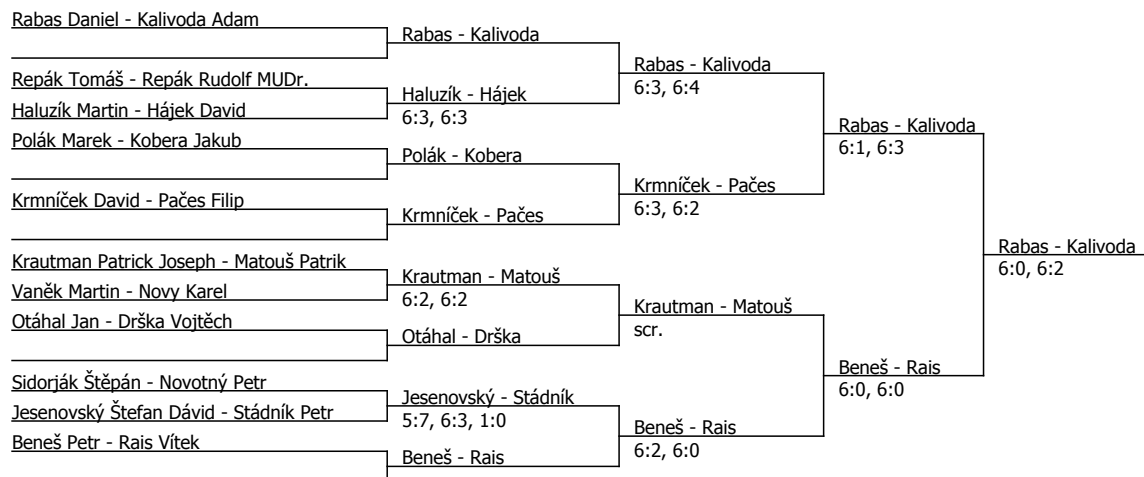 Rabas Daniel - Kalivoda Adam
Repák Tomáš - Repák Rudolf MUDr.
Haluzík Martin - Hájek David
Polák Marek - Kobera Jakub
Krmníček David - Pačes Filip
Krautman Patrick Joseph - Matouš Patrik
Vaněk Martin - Novy Karel
Otáhal Jan - Drška Vojtěch
Sidorják Štěpán - Novotný Petr
Jesenovský Štefan Dávid - Stádník Petr
Beneš Petr - Rais Vítek
Rabas - Kalivoda
Haluzík - Hájek
6:3, 6:3
Polák - Kobera
Krmníček - Pačes
Krautman - Matouš
6:2, 6:2
Otáhal - Drška
Jesenovský - Stádník
5:7, 6:3, 1:0
Beneš - Rais
Rabas - Kalivoda
6:3, 6:4
Krmníček - Pačes
6:3, 6:2
Krautman - Matouš
scr.
Beneš - Rais
6:2, 6:0
Rabas - Kalivoda
6:1, 6:3
Beneš - Rais
6:0, 6:0
Rabas - Kalivoda
6:0, 6:2